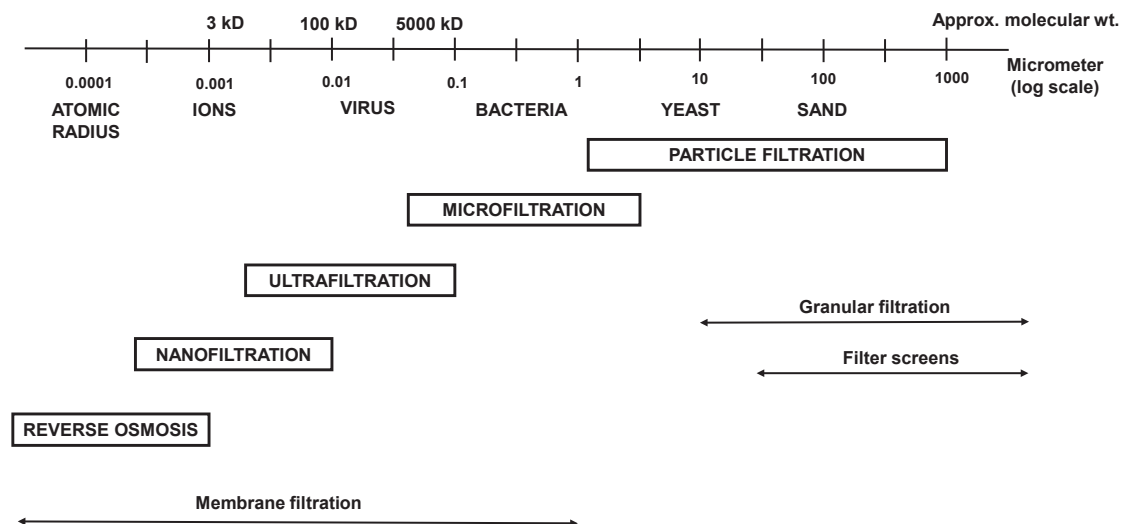 3 kD 100 kD 5000 kD Approx. molecular wt.
0.0001 0.001 0.01 0.1 1 10 100 1000 Micrometer
(log scale)
ATOMIC IONS VIRUS BACTERIA YEAST SAND
RADIUS
PARTICLE FILTRATION
MICROFILTRATION
ULTRAFILTRATION
Granular filtration
NANOFILTRATION
Filter screens
REVERSE OSMOSIS
Membrane filtration